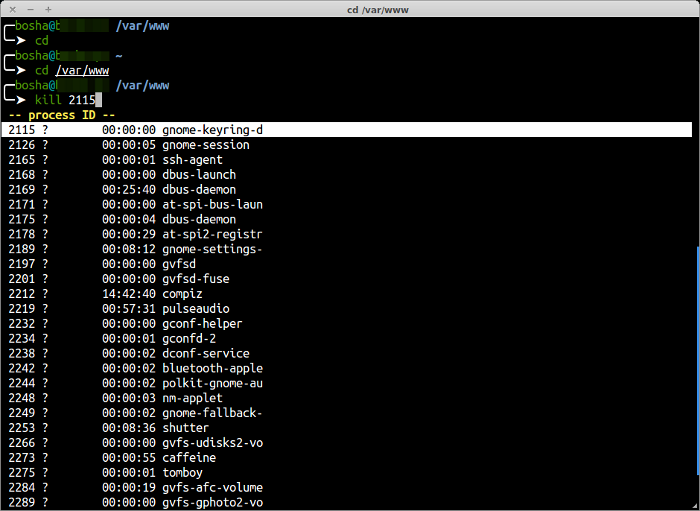 cd /var/www
bosha@ /var/www
cd
bosha@ ~
cd /var/www
bosha@ /var/www
kill 2115
-- process ID --
2115 ? 00:00:00 gnome-keyring-d
2126 ? 00:00:05 gnome-session
2165 ? 00:00:01 ssh-agent
2168 ? 00:00:00 dbus-launch
2169 ? 00:25:40 dbus-daemon
2171 ? 00:00:00 at-spi-bus-laun
2175 ? 00:00:04 dbus-daemon
2178 ? 00:00:29 at-spi2-registr
2189 ? 00:08:12 gnome-settings-
2197 ? 00:00:00 gvfsd
2201 ? 00:00:00 gvfsd-fuse
2212 ? 14:42:40 compiz
2219 ? 00:57:31 pulseaudio
2232 ? 00:00:00 gconf-helper
2234 ? 00:00:01 gconfd-2
2238 ? 00:00:02 dconf-service
2242 ? 00:00:02 bluetooth-apple
2244 ? 00:00:02 polkit-gnome-au
2248 ? 00:00:03 nm-applet
2249 ? 00:00:02 gnome-fallback-
2253 ? 00:08:36 shutter
2266 ? 00:00:00 gvfs-udisks2-vo
2273 ? 00:00:55 caffeine
2275 ? 00:00:01 tomboy
2284 ? 00:00:19 gvfs-afc-volume
2289 ? 00:00:00 gvfs-gphoto2-vo